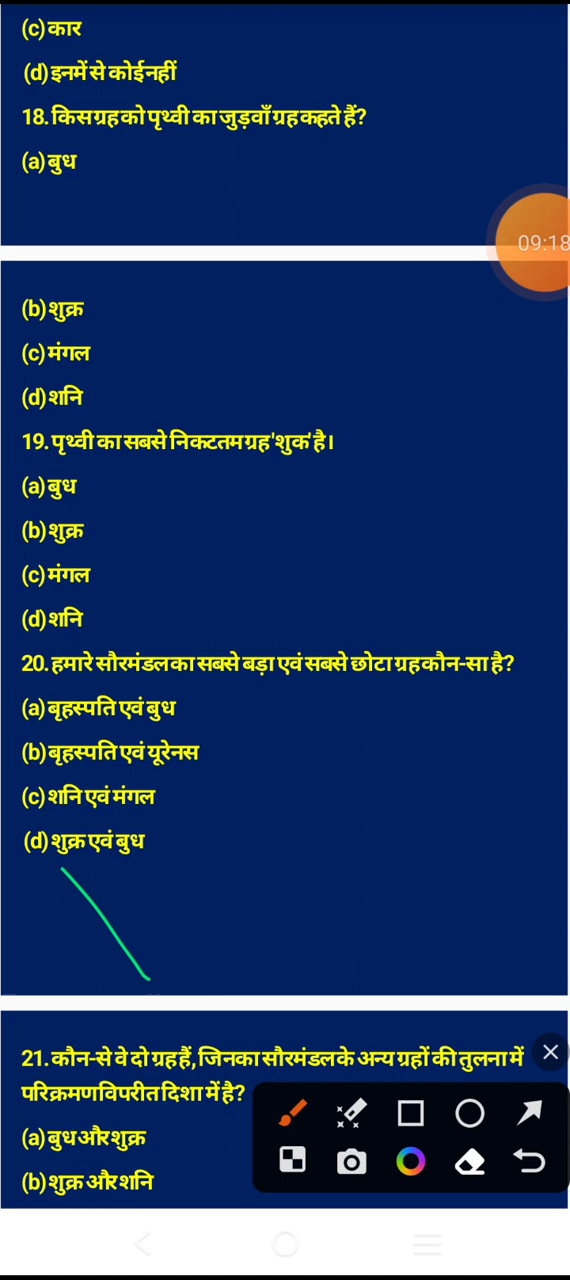 (c) कार
(d) इनमें से कोई नहीं
18. किस ग्रह को पृथ्वी का जुड़वाँ ग्रह कहते हैं?
(a) बुध
09:18
(b) शुक्र
(c) मंगल
(d) शनि
19. पृथ्वी का सबसे निकटतम ग्रह 'शुक' है।
(a) बुध
(b) शुक्र
(c) मंगल
(d) शनि
20. हमारे सौरमंडल का सबसे बड़ा एवं सबसे छोटा ग्रह कौन-सा है?
(a) बृहस्पति एवं बुध
(b) बृहस्पति एवं यूरेनस
(c) शनि एवं मंगल
(d) शुक्र एवं बुध
21. कौन-से वे दो ग्रह हैं, जिनका सौरमंडल के अन्य ग्रहों की तुलना में
परिक्रमण विपरीत दिशा में है?
(a) बुध और शुक्र
(b) शुक्र और शनि